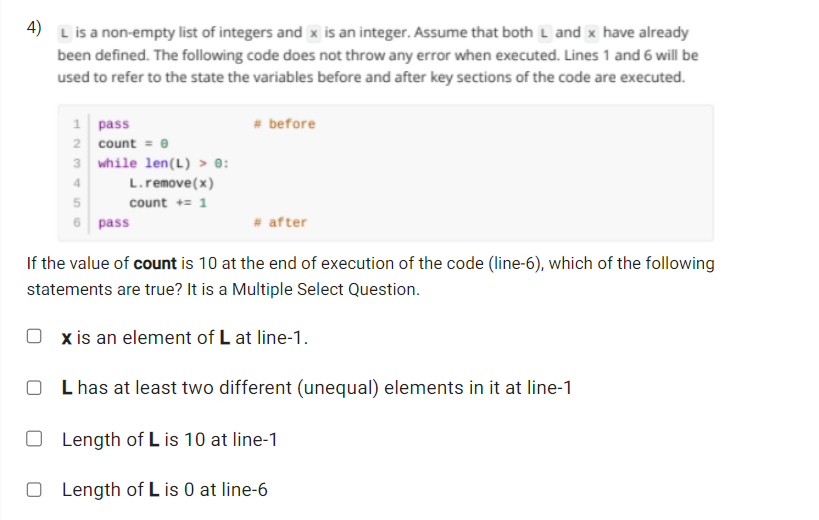 4) L is a non-empty list of integers and x is an integer. Assume that both L and x have already
been defined. The following code does not throw any error when executed. Lines 1 and 6 will be
used to refer to the state the variables before and after key sections of the code are executed.
1 pass # before
2 count = 0
3 while len(L) > 0:
4 L.remove(x)
5 count += 1
6 pass # after
If the value of count is 10 at the end of execution of the code (line-6), which of the following
statements are true? It is a Multiple Select Question.
x is an element of L at line-1.
L has at least two different (unequal) elements in it at line-1
Length of L is 10 at line-1
Length of L is 0 at line-6